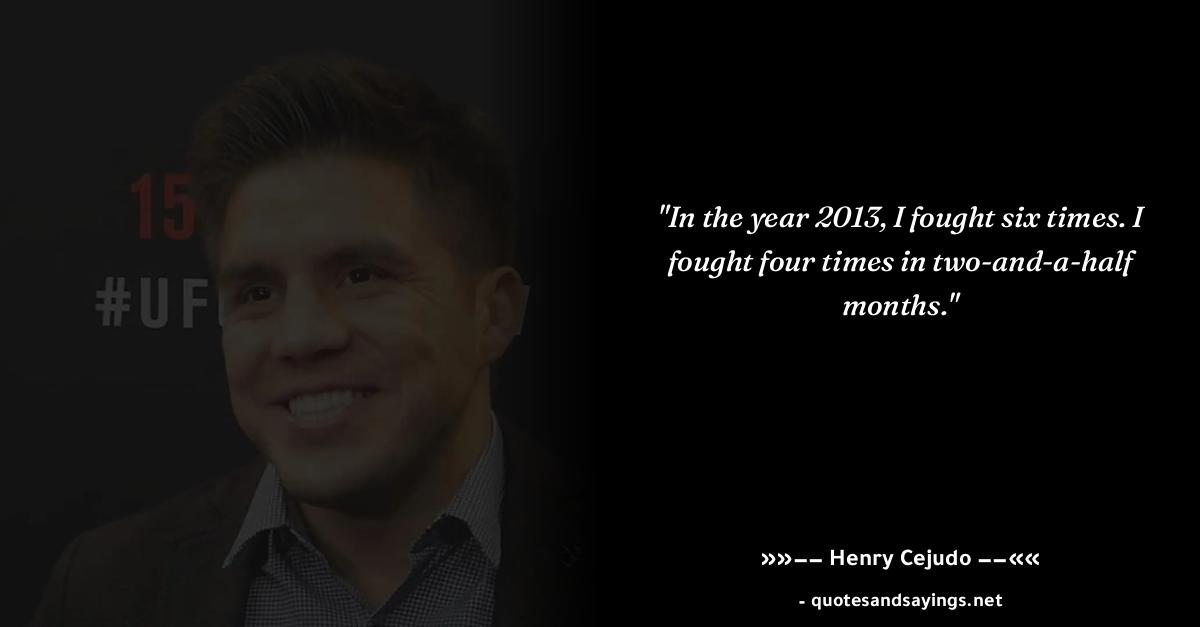 15
#UF
"In the year 2013, I fought six times. I
fought four times in two-and-a-half
months."
»»−− Henry Cejudo −−««
- quotesandsayings.net